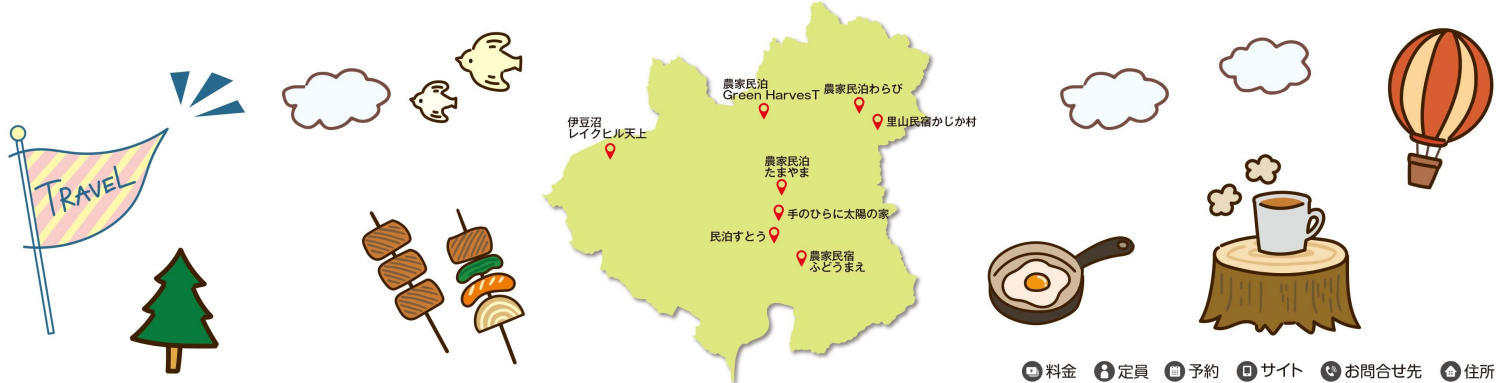 TRAVEL
農家民泊
Green HarvesT
農家民泊わらび
里山民宿かじか村
伊豆沼
レイクヒル天上
農家民泊
たまやま
手のひらに太陽の家
民泊すとう
農家民宿
ふどうまえ
料金 定員 予約 サイト お問合せ先 住所